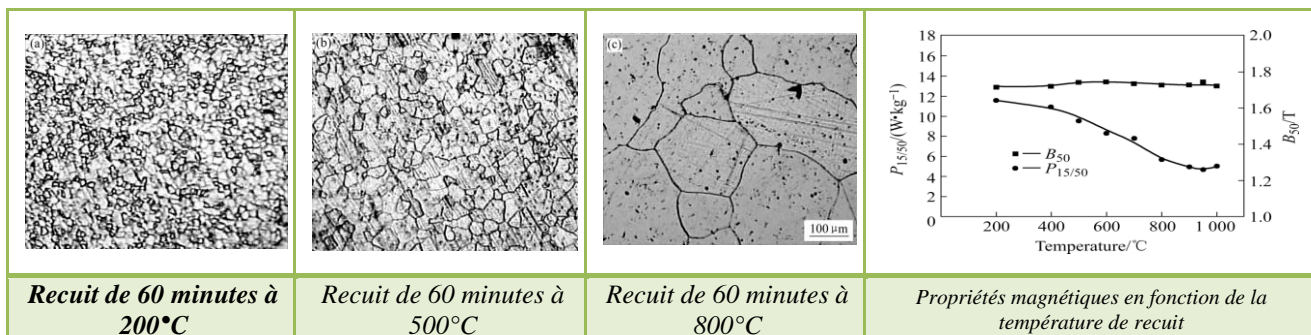 (a)
(b)
(c)
100 μm
18
16
14
12
10
8
6
4
2
0
P15/50/(W•kg-1)
2.0
1.8
1.6
1.4
1.2
1.0
B50/T
B50
P15/50
200
400
600
800
1 000
Temperature/℃
Recuit de 60 minutes à
200•C
Recuit de 60 minutes à
500°C
Recuit de 60 minutes à
800°C
Propriétés magnétiques en fonction de la
température de recuit